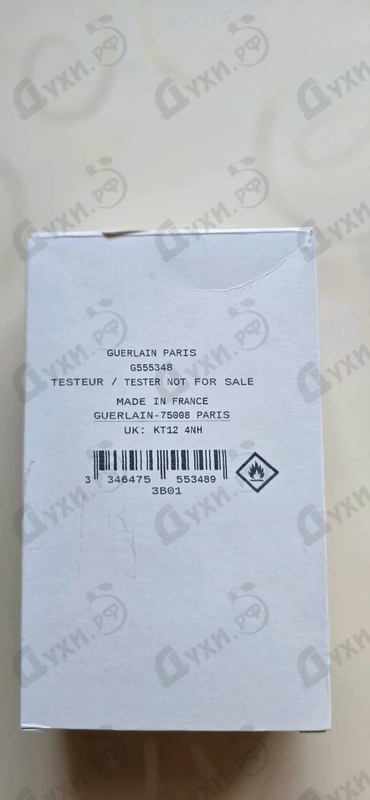 GUERLAIN PARIS
G555348
TESTEUR / TESTER NOT FOR SALE
MADE IN FRANCE
GUERLAIN-75008 PARIS
UK: KT12 4NH
3 346475 553489
3B01
Духи.рф